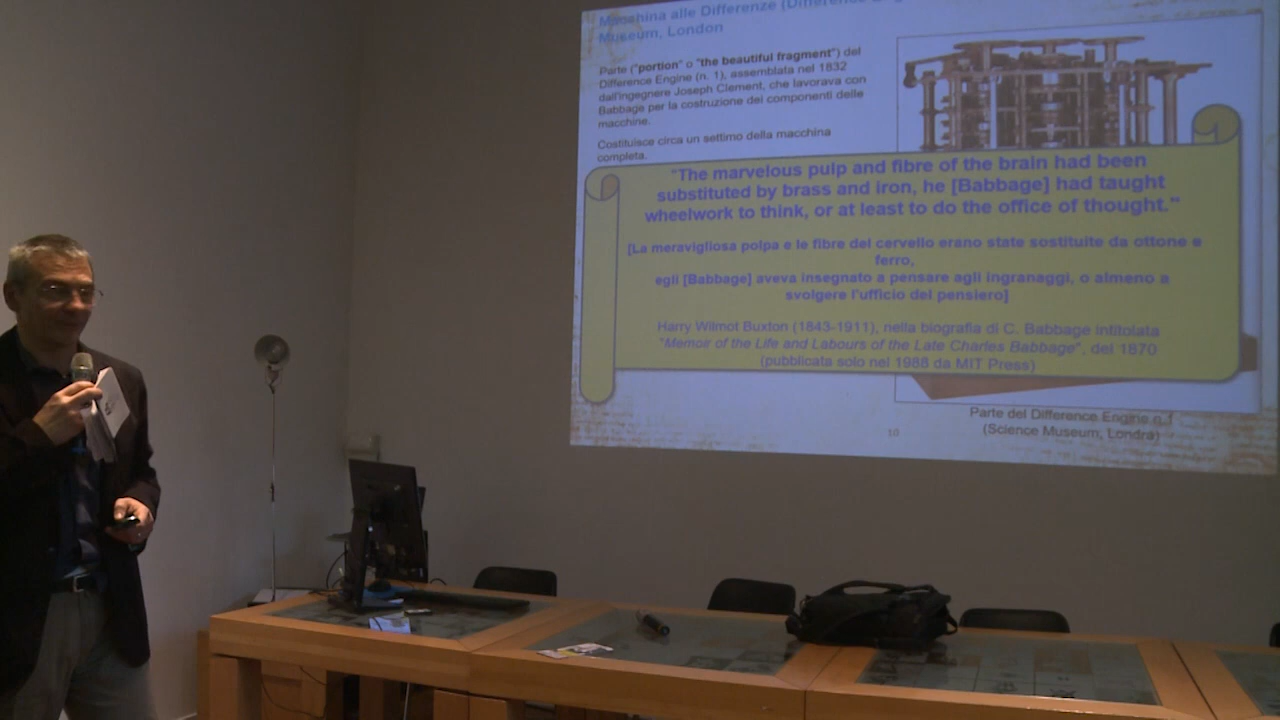 Macchina alle Differenze (Difference
Museum, London
Parte ("portion" o "the beautiful fragment") del
Difference Engine (n. 1), assemblata nel 1832
dall'ingegnere Joseph Clement, che lavorava con
Babbage per la costruzione dei componenti delle
macchine.
Costituisce circa un settimo della macchina
completa.
"The marvelous pulp and fibre of the brain had been
substituted by brass and iron, he [Babbage] had taught
wheelwork to think, or at least to do the office of thought."
[La meravigliosa polpa e le fibre del cervello erano state sostituite da ottone e
ferro,
egli [Babbage] aveva insegnato a pensare agli ingranaggi, o almeno a
svolgere l'ufficio del pensiero]
Harry Wilmot Buxton (1843-1911), nella biografia di C. Babbage intitolata
"Memoir of the Life and Labours of the Late Charles Babbage", del 1870
(pubblicata solo nel 1988 da MIT Press)
Parte del Difference Engine n.1
(Science Museum, Londra)